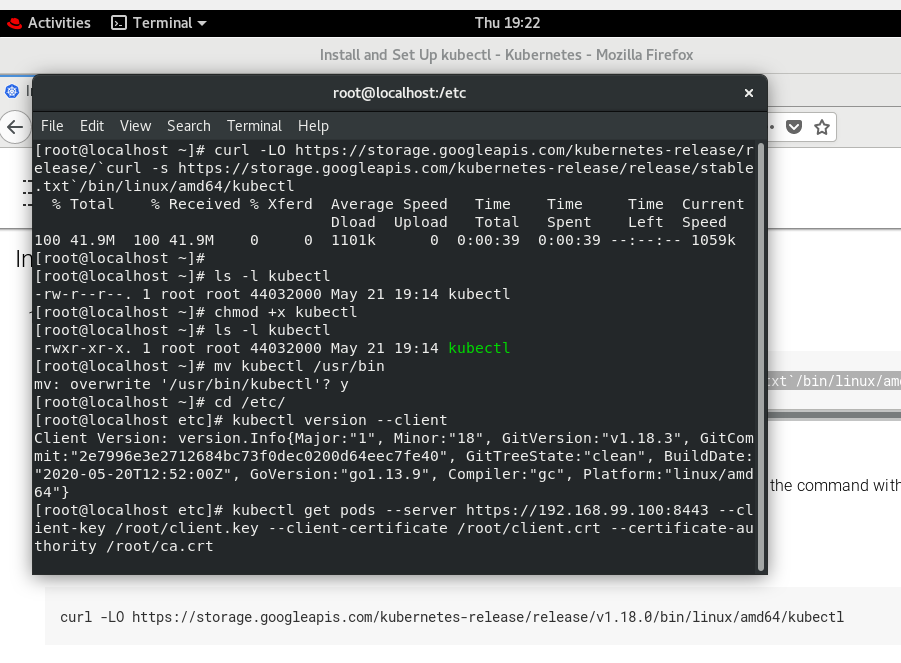 Activities Terminal Thu 19:22
Install and Set Up kubectl - Kubernetes - Mozilla Firefox
root@localhost:/etc ×
File Edit View Search Terminal Help
[root@localhost ~]# curl -LO https://storage.googleapis.com/kubernetes-release/r
elease/`curl -s https://storage.googleapis.com/kubernetes-release/release/stable
.txt`/bin/linux/amd64/kubectl
% Total % Received % Xferd Average Speed Time Time Time Current
Dload Upload Total Spent Left Speed
100 41.9M 100 41.9M 0 0 1101k 0 0:00:39 0:00:39 --:--:-- 1059k
[root@localhost ~]#
[root@localhost ~]# ls -l kubectl
-rw-r--r--. 1 root root 44032000 May 21 19:14 kubectl
[root@localhost ~]# chmod +x kubectl
[root@localhost ~]# ls -l kubectl
-rwxr-xr-x. 1 root root 44032000 May 21 19:14 kubectl
[root@localhost ~]# mv kubectl /usr/bin
mv: overwrite '/usr/bin/kubectl'? y
[root@localhost ~]# cd /etc/
[root@localhost etc]# kubectl version --client
Client Version: version.Info{Major:"1", Minor:"18", GitVersion:"v1.18.3", GitCom
mit:"2e7996e3e2712684bc73f0dec0200d64eec7fe40", GitTreeState:"clean", BuildDate:
"2020-05-20T12:52:00Z", GoVersion:"go1.13.9", Compiler:"gc", Platform:"linux/amd
64"}
[root@localhost etc]# kubectl get pods --server https://192.168.99.100:8443 --cl
ient-key /root/client.key --client-certificate /root/client.crt --certificate-au
thority /root/ca.crt
In
txt`/bin/linux/am
the command with
curl -LO https://storage.googleapis.com/kubernetes-release/release/v1.18.0/bin/linux/amd64/kubectl